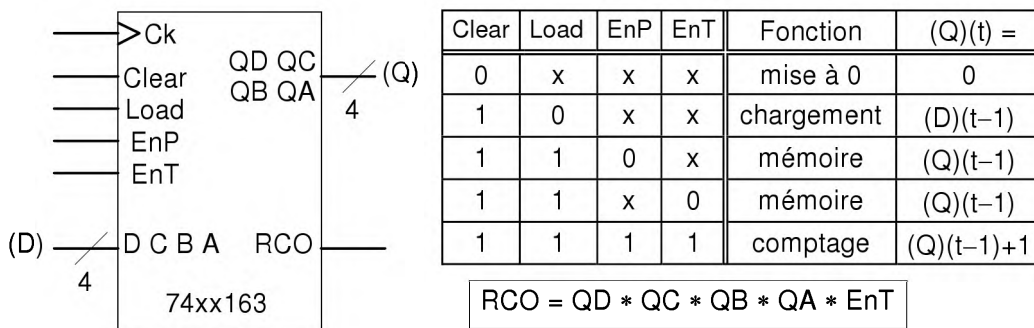 Ck
Clear
Load
EnP
EnT
QD QC
QB QA
(Q)
4
(D)
4
D C B A
RCO
74xx163
Clear Load EnP EnT Fonction (Q)(t) =
0 x x x mise à 0 0
1 0 x x chargement (D)(t–1)
1 1 0 x mémoire (Q)(t–1)
1 1 x 0 mémoire (Q)(t–1)
1 1 1 1 comptage (Q)(t–1)+1
RCO = QD * QC * QB * QA * EnT